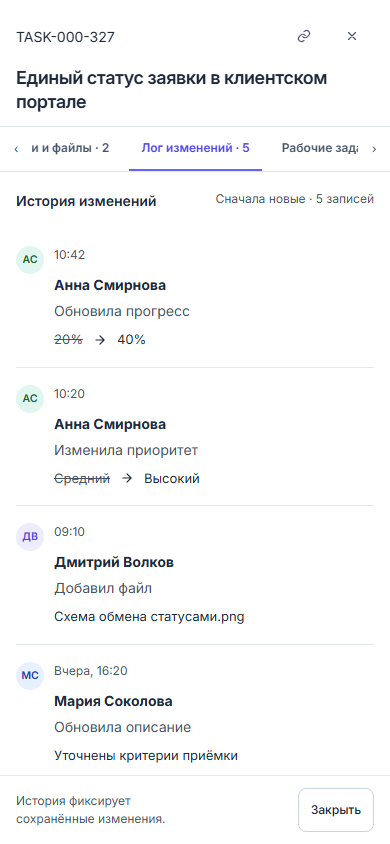 TASK-000-327
Единый статус заявки в клиентском
портале
‹ и и файлы · 2 Лог изменений · 5 Рабочие зада ›
История изменений Сначала новые · 5 записей
АС 10:42
Анна Смирнова
Обновила прогресс
20% → 40%
АС 10:20
Анна Смирнова
Изменила приоритет
Средний → Высокий
ДВ 09:10
Дмитрий Волков
Добавил файл
Схема обмена статусами.png
МС Вчера, 16:20
Мария Соколова
Обновила описание
Уточнены критерии приёмки
История фиксирует
сохранённые изменения.
Закрыть